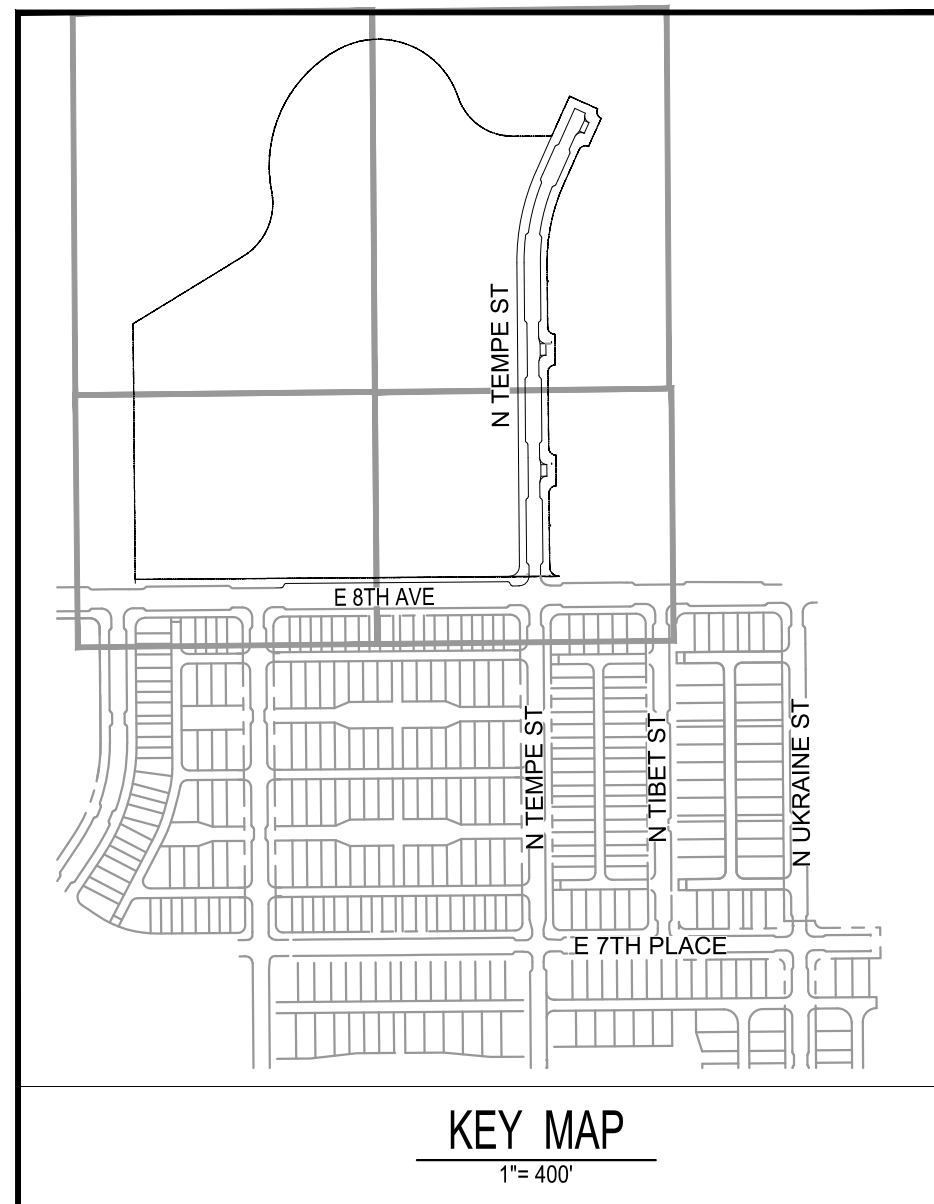 N TEMPE ST
E 8TH AVE
N TEMPE ST
N TIBET ST
N UKRAINE ST
E 7TH PLACE
KEY MAP
1"= 400'